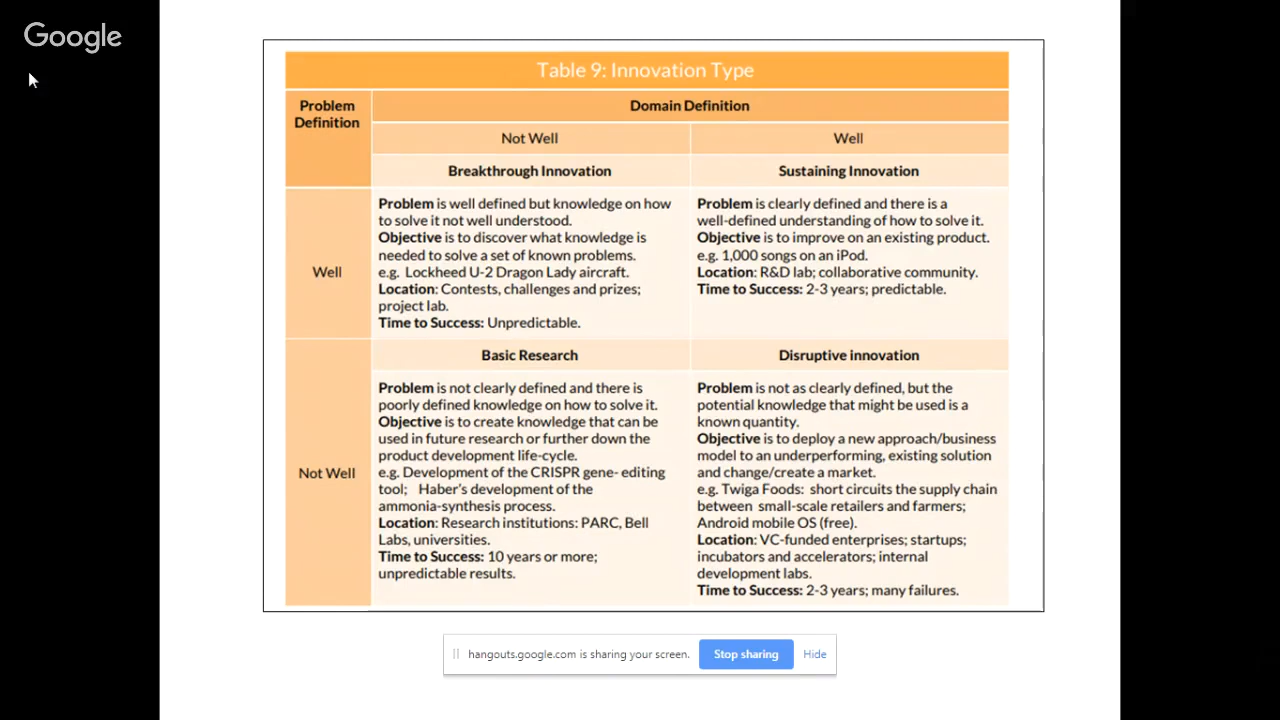 Google
Table 9: Innovation Type
Problem
Definition
Domain Definition
Not Well
Well
Breakthrough Innovation
Sustaining Innovation
Well
Problem is well defined but knowledge on how
to solve it not well understood.
Objective is to discover what knowledge is
needed to solve a set of known problems.
e.g. Lockheed U-2 Dragon Lady aircraft.
Location: Contests, challenges and prizes;
project lab.
Time to Success: Unpredictable.
Problem is clearly defined and there is a
well-defined understanding of how to solve it.
Objective is to improve on an existing product.
e.g. 1,000 songs on an iPod.
Location: R&D lab; collaborative community.
Time to Success: 2-3 years; predictable.
Basic Research
Disruptive innovation
Not Well
Problem is not clearly defined and there is
poorly defined knowledge on how to solve it.
Objective is to create knowledge that can be
used in future research or further down the
product development life-cycle.
e.g. Development of the CRISPR gene- editing
tool; Haber's development of the
ammonia-synthesis process.
Location: Research institutions: PARC, Bell
Labs, universities.
Time to Success: 10 years or more;
unpredictable results.
Problem is not as clearly defined, but the
potential knowledge that might be used is a
known quantity.
Objective is to deploy a new approach/business
model to an underperforming, existing solution
and change/create a market.
e.g. Twiga Foods: short circuits the supply chain
between small-scale retailers and farmers;
Android mobile OS (free).
Location: VC-funded enterprises; startups;
incubators and accelerators; internal
development labs.
Time to Success: 2-3 years; many failures.
hangouts.google.com is sharing your screen.
Stop sharing
Hide